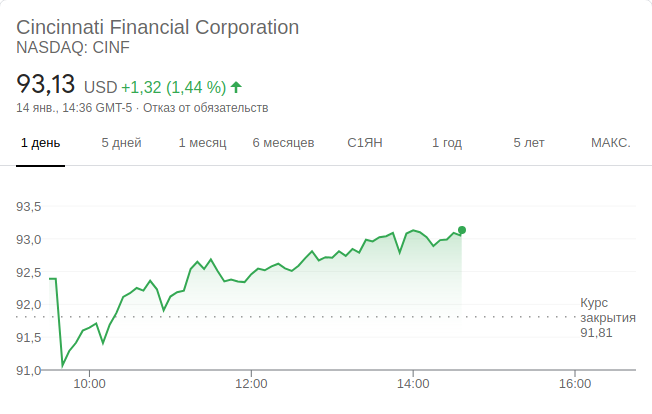 Cincinnati Financial Corporation
NASDAQ: CINF
93,13 USD +1,32 (1,44 %)
14 янв., 14:36 GMT-5 · Отказ от обязательств
1 день 5 дней 1 месяц 6 месяцев С1ЯН 1 год 5 лет МАКС.
93,5
93,0
92,5
92,0
91,5
91,0
Курс
закрытия
91,81
10:00 12:00 14:00 16:00